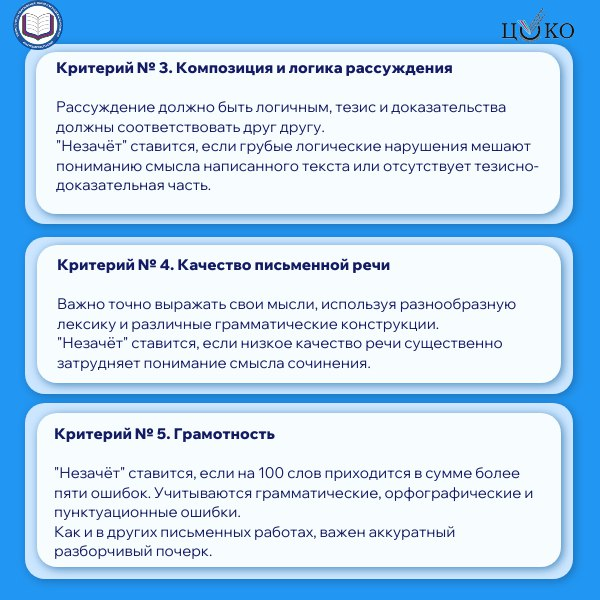 ЦОКО
Критерий № 3. Композиция и логика рассуждения
Рассуждение должно быть логичным, тезис и доказательства
должны соответствовать друг другу.
"Незачёт" ставится, если грубые логические нарушения мешают
пониманию смысла написанного текста или отсутствует тезисно-
доказательная часть.
Критерий № 4. Качество письменной речи
Важно точно выражать свои мысли, используя разнообразную
лексику и различные грамматические конструкции.
"Незачёт" ставится, если низкое качество речи существенно
затрудняет понимание смысла сочинения.
Критерий № 5. Грамотность
"Незачёт" ставится, если на 100 слов приходится в сумме более
пяти ошибок. Учитываются грамматические, орфографические и
пунктуационные ошибки.
Как и в других письменных работах, важен аккуратный
разборчивый почерк.